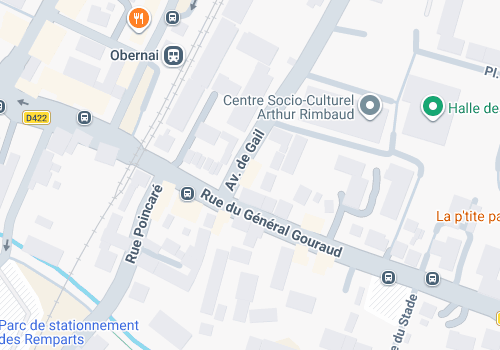 Obernai
Pl.
Centre Socio-Culturel
Arthur Rimbaud
Halle de
D422
Av. de Gail
Rue Poincaré
Rue du Général Gouraud
La p'tite pa
e du Stade
Parc de stationnement
des Remparts